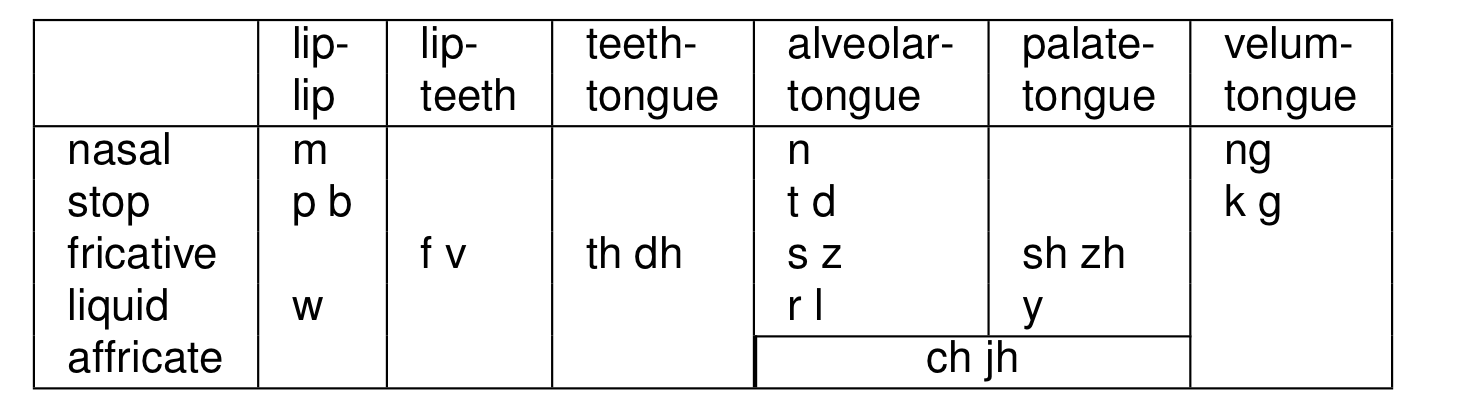 lip- lip- teeth- alveolar- palate- velum-
lip teeth tongue tongue tongue tongue
nasal m n ng
stop p b t d k g
fricative f v th dh s z sh zh
liquid w r l y
affricate ch jh